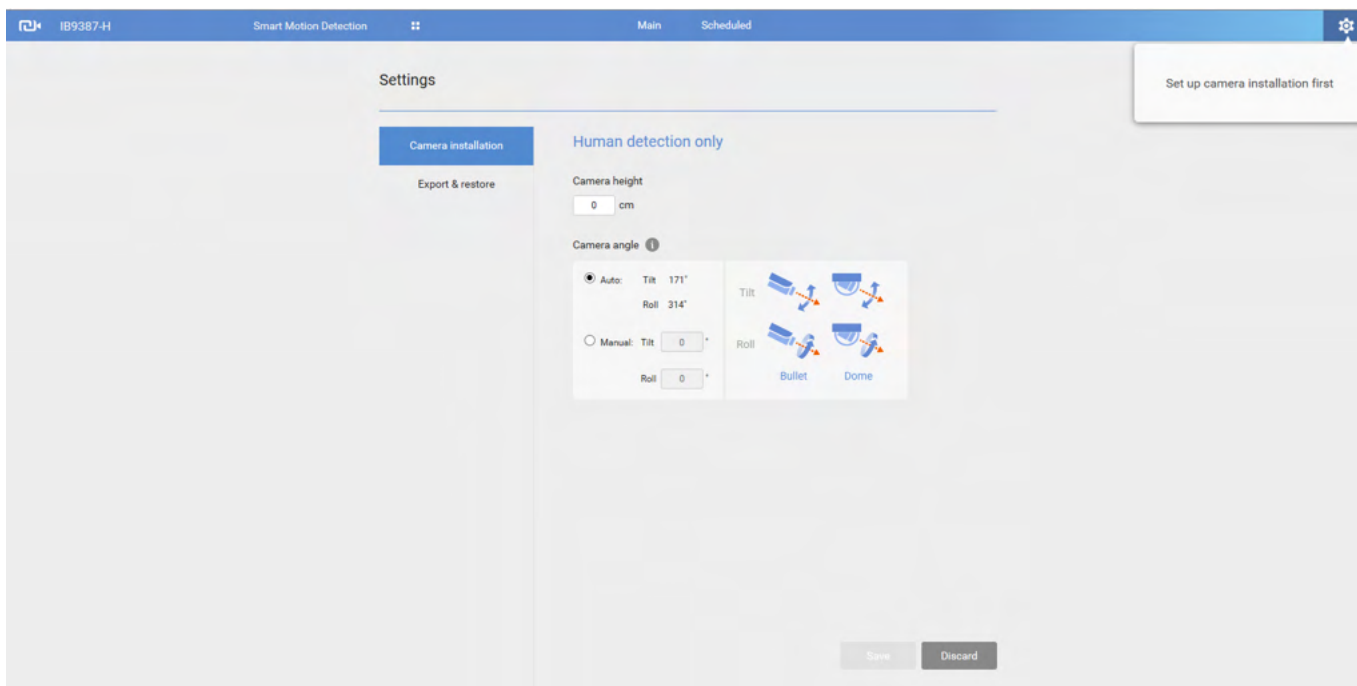 IB9387-H Smart Motion Detection Main Scheduled
Set up camera installation first
Settings
Camera installation
Export & restore
Human detection only
Camera height
0 cm
Camera angle i
Auto: Tilt 171°
Roll 314°
Manual: Tilt 0 °
Roll 0 °
Tilt
Roll
Bullet Dome
Save Discard